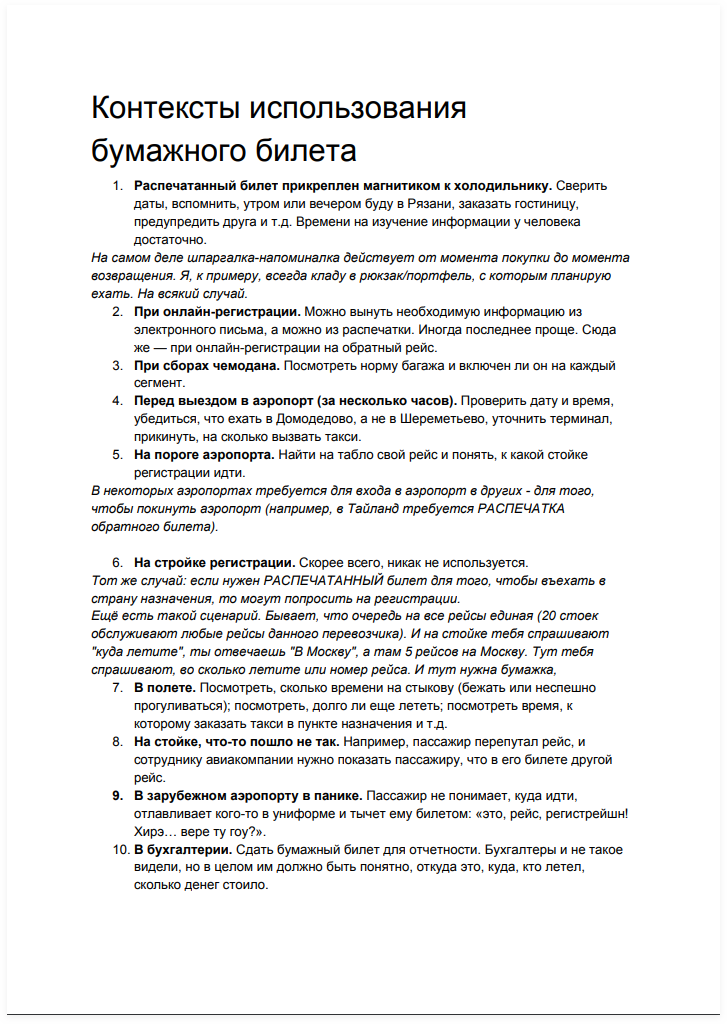 Контексты использования
бумажного билета
1. Распечатанный билет прикреплен магнитиком к холодильнику. Сверить
даты, вспомнить, утром или вечером буду в Рязани, заказать гостиницу,
предупредить друга и т.д. Времени на изучение информации у человека
достаточно.
На самом деле шпаргалка-напоминалка действует от момента покупки до момента
возвращения. Я, к примеру, всегда кладу в рюкзак/портфель, с которым планирую
ехать. На всякий случай.
2. При онлайн-регистрации. Можно вынуть необходимую информацию из
электронного письма, а можно из распечатки. Иногда последнее проще. Сюда
же — при онлайн-регистрации на обратный рейс.
3. При сборах чемодана. Посмотреть норму багажа и включен ли он на каждый
сегмент.
4. Перед выездом в аэропорт (за несколько часов). Проверить дату и время,
убедиться, что ехать в Домодедово, а не в Шереметьево, уточнить терминал,
прикинуть, на сколько вызвать такси.
5. На пороге аэропорта. Найти на табло свой рейс и понять, к какой стойке
регистрации идти.
В некоторых аэропортах требуется для входа в аэропорт в других - для того,
чтобы покинуть аэропорт (например, в Тайланд требуется РАСПЕЧАТКА
обратного билета).
6. На стройке регистрации. Скорее всего, никак не используется.
Тот же случай: если нужен РАСПЕЧАТАННЫЙ билет для того, чтобы въехать в
страну назначения, то могут попросить на регистрации.
Ещё есть такой сценарий. Бывает, что очередь на все рейсы единая (20 стоек
обслуживают любые рейсы данного перевозчика). И на стойке тебя спрашивают
"куда летите", ты отвечаешь "В Москву", а там 5 рейсов на Москву. Тут тебя
спрашивают, во сколько летите или номер рейса. И тут нужна бумажка,
7. В полете. Посмотреть, сколько времени на стыковку (бежать или неспешно
прогуливаться); посмотреть, долго ли еще лететь; посмотреть время, к
которому заказать такси в пункте назначения и т.д.
8. На стойке, что-то пошло не так. Например, пассажир перепутал рейс, и
сотруднику авиакомпании нужно показать пассажиру, что в его билете другой
рейс.
9. В зарубежном аэропорту в панике. Пассажир не понимает, куда идти,
отлавливает кого-то в униформе и тычет ему билетом: «это, рейс, регистрейшн!
Хирэ… вере ту гоу?».
10. В бухгалтерии. Сдать бумажный билет для отчетности. Бухгалтеры и не такое
видели, но в целом им должно быть понятно, откуда это, куда, кто летел,
сколько денег стоило.